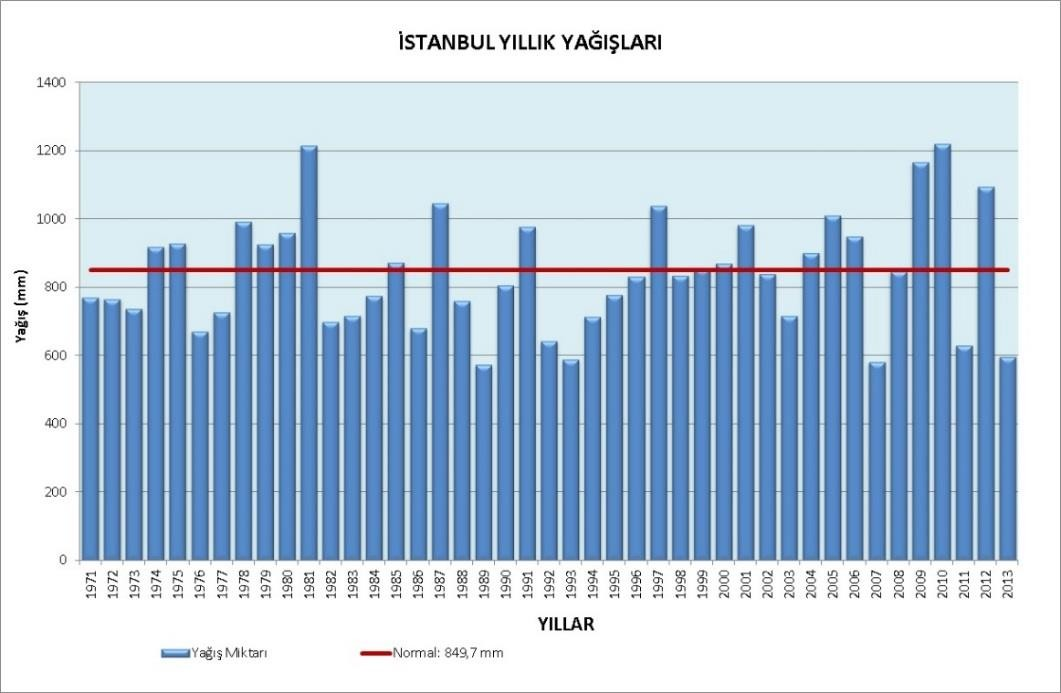 İSTANBUL YILLIK YAĞIŞLARI
Yağış (mm)
1400
1200
1000
800
600
400
200
0
1971 1972 1973 1974 1975 1976 1977 1978 1979 1980 1981 1982 1983 1984 1985 1986 1987 1988 1989 1990 1991 1992 1993 1994 1995 1996 1997 1998 1999 2000 2001 2002 2003 2004 2005 2006 2007 2008 2009 2010 2011 2012 2013
YILLAR
Yağış Miktarı Normal: 849,7 mm